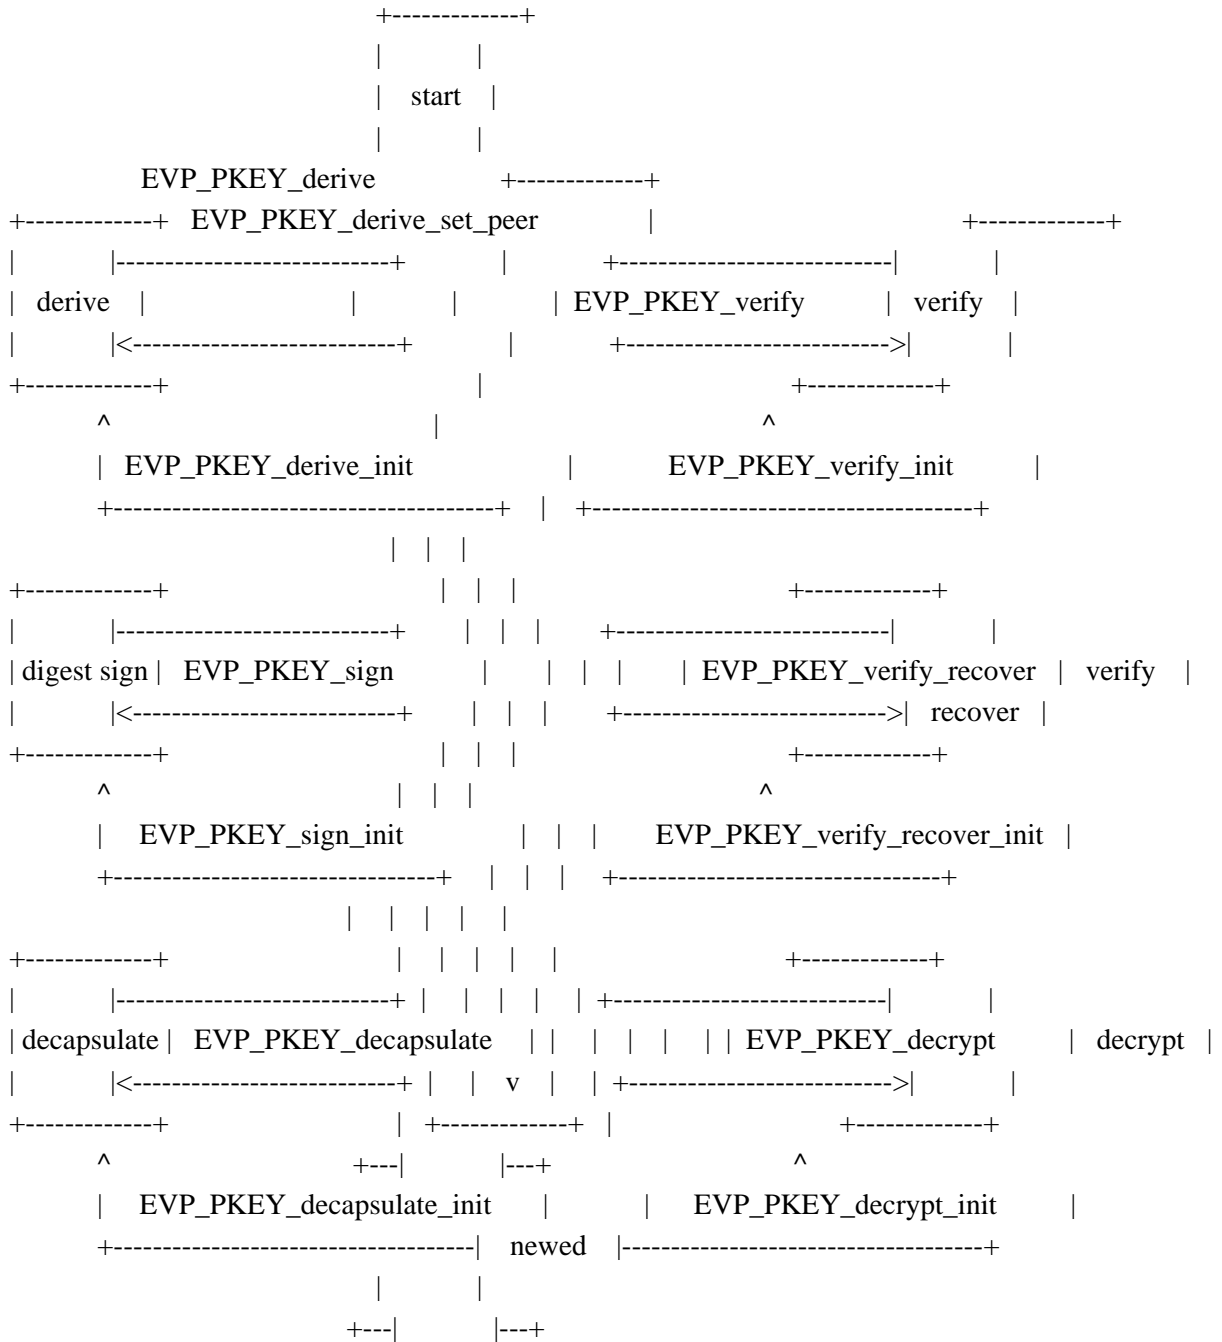 +-------------+
| |
| start |
| |
EVP_PKEY_derive +-------------+
+-------------+ EVP_PKEY_derive_set_peer | +-------------+
| |----------------------------+ | +----------------------------| |
| derive | | | | EVP_PKEY_verify | verify |
| |<---------------------------+ | +--------------------------->| |
+-------------+ | +-------------+
^ | ^
| EVP_PKEY_derive_init | EVP_PKEY_verify_init |
+---------------------------------------+ | +---------------------------------------+
| | |
+-------------+ | | | +-------------+
| |----------------------------+ | | | +----------------------------| |
| digest sign | EVP_PKEY_sign | | | | | EVP_PKEY_verify_recover | verify |
| |<---------------------------+ | | | +--------------------------->| recover |
+-------------+ | | | +-------------+
^ | | | ^
| EVP_PKEY_sign_init | | | EVP_PKEY_verify_recover_init |
+---------------------------------+ | | | +---------------------------------+
| | | | |
+-------------+ | | | | | +-------------+
| |----------------------------+ | | | | | +----------------------------| |
| decapsulate | EVP_PKEY_decapsulate | | | | | | | EVP_PKEY_decrypt | decrypt |
| |<---------------------------+ | | v | | +--------------------------->| |
+-------------+ | +-------------+ | +-------------+
^ +---| |---+ ^
| EVP_PKEY_decapsulate_init | | EVP_PKEY_decrypt_init |
+-------------------------------------| newed |-------------------------------------+
| |
+---| |---+